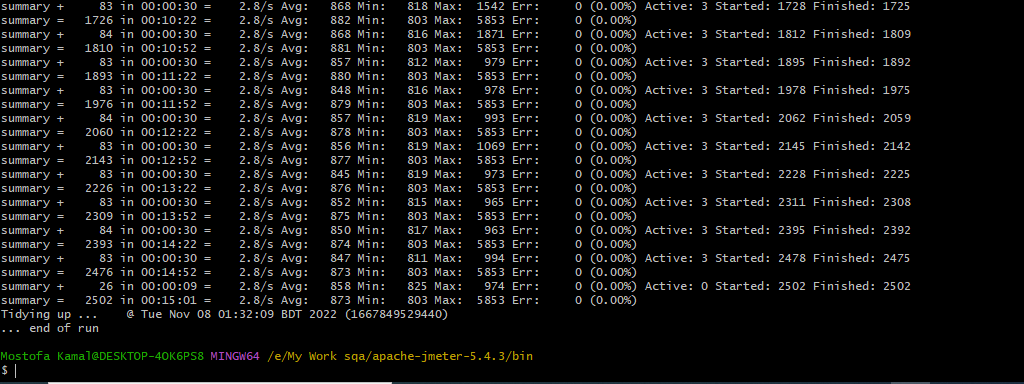 summary +     83 in 00:00:30 =    2.8/s Avg:   868 Min:   818 Max:  1542 Err:     0 (0.00%) Active: 3 Started: 1728 Finished: 1725
summary =   1726 in 00:10:22 =    2.8/s Avg:   882 Min:   803 Max:  5853 Err:     0 (0.00%)
summary +     84 in 00:00:30 =    2.8/s Avg:   868 Min:   816 Max:  1871 Err:     0 (0.00%) Active: 3 Started: 1812 Finished: 1809
summary =   1810 in 00:10:52 =    2.8/s Avg:   881 Min:   803 Max:  5853 Err:     0 (0.00%)
summary +     83 in 00:00:30 =    2.8/s Avg:   857 Min:   812 Max:   979 Err:     0 (0.00%) Active: 3 Started: 1895 Finished: 1892
summary =   1893 in 00:11:22 =    2.8/s Avg:   880 Min:   803 Max:  5853 Err:     0 (0.00%)
summary +     83 in 00:00:30 =    2.8/s Avg:   848 Min:   816 Max:   978 Err:     0 (0.00%) Active: 3 Started: 1978 Finished: 1975
summary =   1976 in 00:11:52 =    2.8/s Avg:   879 Min:   803 Max:  5853 Err:     0 (0.00%)
summary +     84 in 00:00:30 =    2.8/s Avg:   857 Min:   819 Max:   993 Err:     0 (0.00%) Active: 3 Started: 2062 Finished: 2059
summary =   2060 in 00:12:22 =    2.8/s Avg:   878 Min:   803 Max:  5853 Err:     0 (0.00%)
summary +     83 in 00:00:30 =    2.8/s Avg:   856 Min:   819 Max:  1069 Err:     0 (0.00%) Active: 3 Started: 2145 Finished: 2142
summary =   2143 in 00:12:52 =    2.8/s Avg:   877 Min:   803 Max:  5853 Err:     0 (0.00%)
summary +     83 in 00:00:30 =    2.8/s Avg:   845 Min:   819 Max:   973 Err:     0 (0.00%) Active: 3 Started: 2228 Finished: 2225
summary =   2226 in 00:13:22 =    2.8/s Avg:   876 Min:   803 Max:  5853 Err:     0 (0.00%)
summary +     83 in 00:00:30 =    2.8/s Avg:   852 Min:   815 Max:   965 Err:     0 (0.00%) Active: 3 Started: 2311 Finished: 2308
summary =   2309 in 00:13:52 =    2.8/s Avg:   875 Min:   803 Max:  5853 Err:     0 (0.00%)
summary +     84 in 00:00:30 =    2.8/s Avg:   850 Min:   817 Max:   963 Err:     0 (0.00%) Active: 3 Started: 2395 Finished: 2392
summary =   2393 in 00:14:22 =    2.8/s Avg:   874 Min:   803 Max:  5853 Err:     0 (0.00%)
summary +     83 in 00:00:30 =    2.8/s Avg:   847 Min:   811 Max:   994 Err:     0 (0.00%) Active: 3 Started: 2478 Finished: 2475
summary =   2476 in 00:14:52 =    2.8/s Avg:   873 Min:   803 Max:  5853 Err:     0 (0.00%)
summary +     26 in 00:00:09 =    2.8/s Avg:   858 Min:   825 Max:   974 Err:     0 (0.00%) Active: 0 Started: 2502 Finished: 2502
summary =   2502 in 00:15:01 =    2.8/s Avg:   873 Min:   803 Max:  5853 Err:     0 (0.00%)
Tidying up ...    @ Tue Nov 08 01:32:09 BDT 2022 (1667849529440)
... end of run
Mostofa Kamal@DESKTOP-4OK6PS8 MINGW64 /e/My Work sqa/apache-jmeter-5.4.3/bin
$